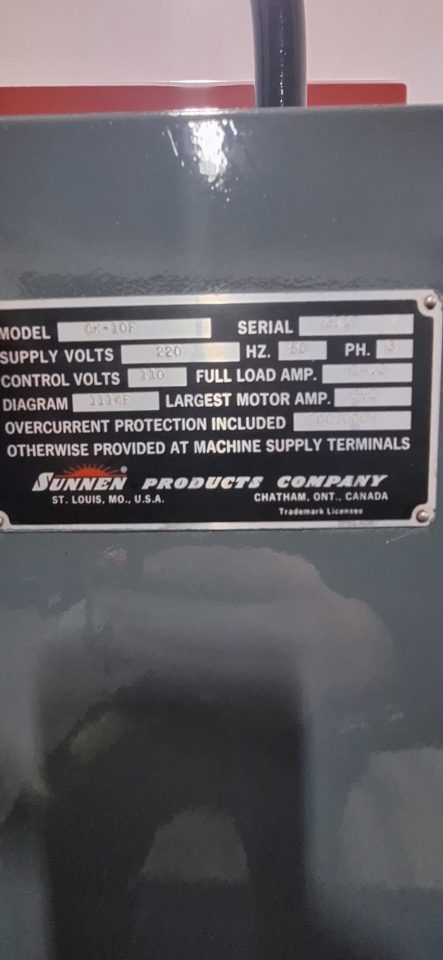 MODEL CK-10F SERIAL
SUPPLY VOLTS 220 HZ. 60 PH. 3
CONTROL VOLTS 110 FULL LOAD AMP.
DIAGRAM 1114E LARGEST MOTOR AMP.
OVERCURRENT PROTECTION INCLUDED
OTHERWISE PROVIDED AT MACHINE SUPPLY TERMINALS
SUNNEN® PRODUCTS COMPANY
ST. LOUIS, MO., U.S.A. CHATHAM, ONT., CANADA
Trademark Licensee